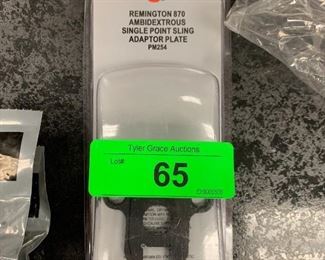 REMINGTON 870
AMBIDEXTROUS
SINGLE POINT SLING
ADAPTOR PLATE
PM254
Tyler Grace Auctions
Lot#:
65